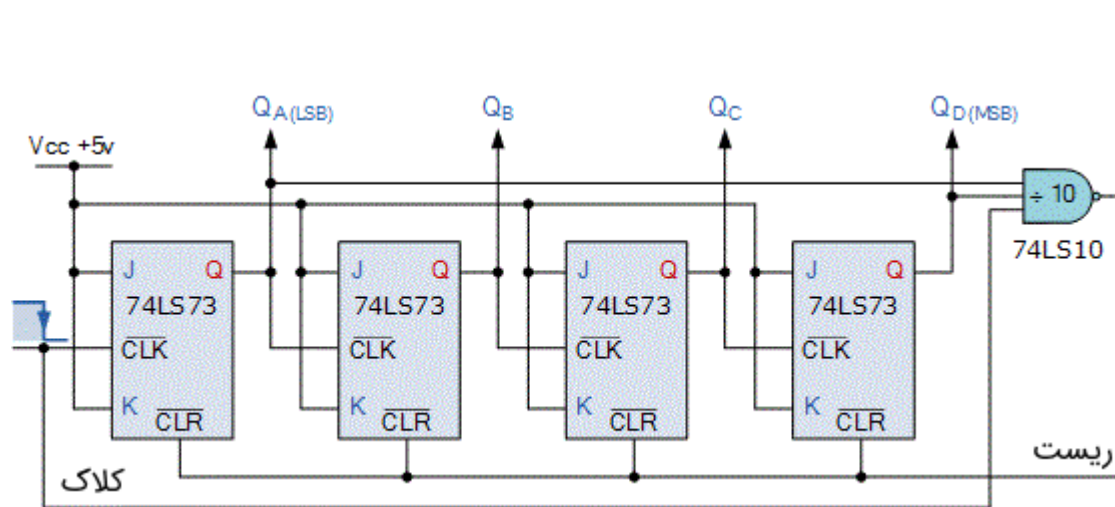 QA(LSB) QB QC QD(MSB)
Vcc +5v
÷ 10
74LS10
J Q J Q J Q J Q
74LS73 74LS73 74LS73 74LS73
CLK CLK CLK CLK
K K K K
CLR CLR CLR CLR
ریست
کلاک